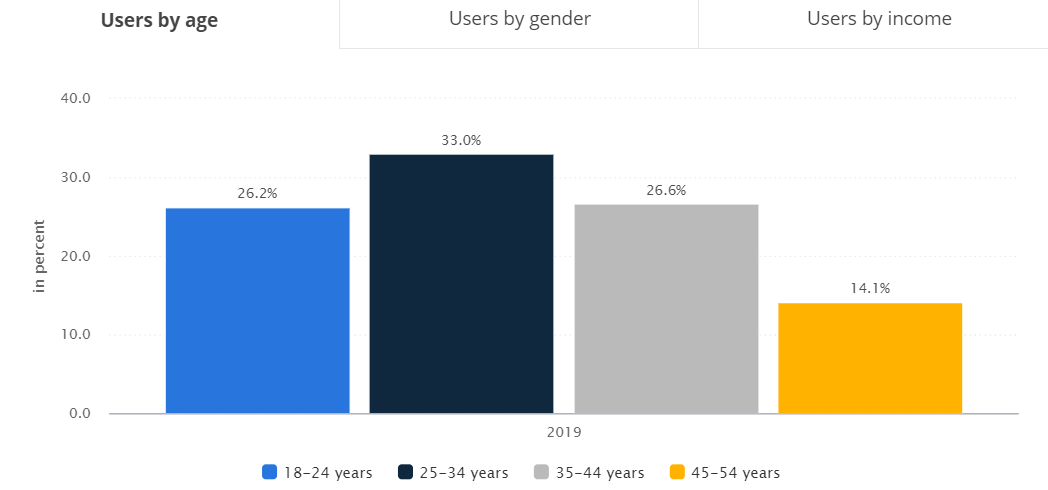 Users by age
Users by gender
Users by income
40.0
30.0
20.0
10.0
0.0
in percent
26.2%
33.0%
26.6%
14.1%
2019
18–24 years
25–34 years
35–44 years
45–54 years